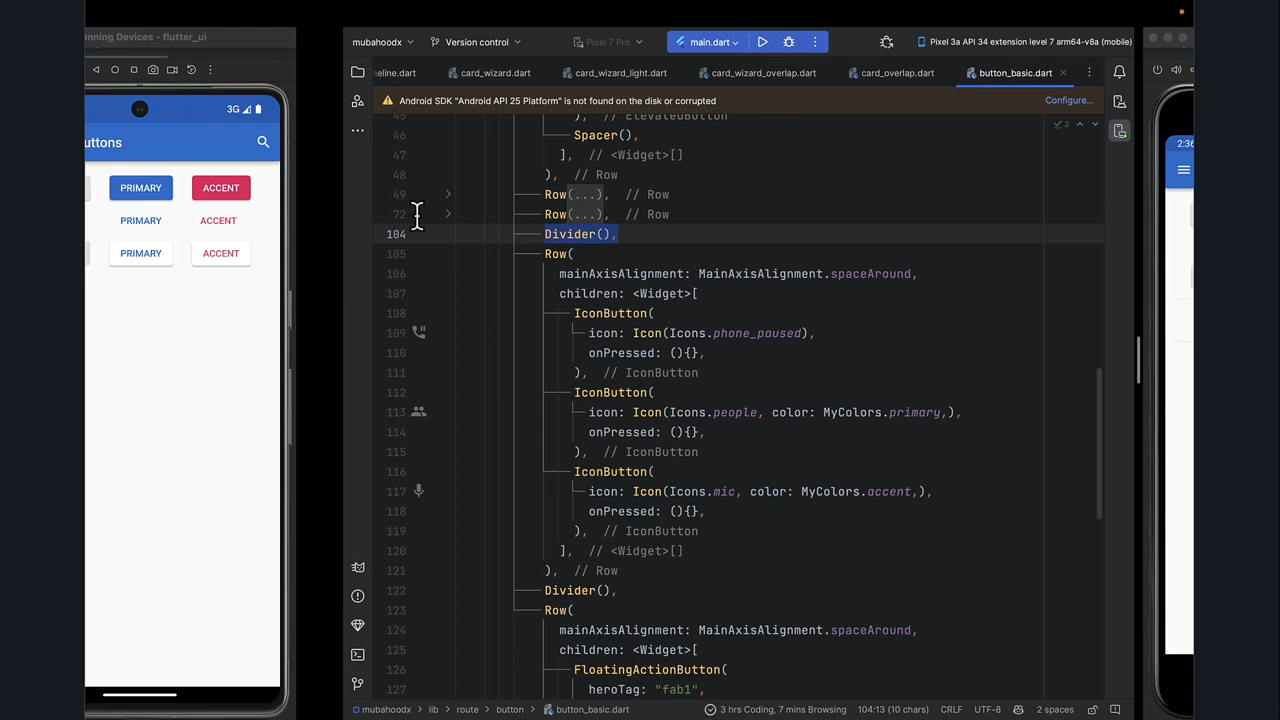 nning Devices - flutter_ui
3G
uttons
PRIMARY
ACCENT
PRIMARY
ACCENT
PRIMARY
ACCENT
mubahoodx
Version control
Pixel 7 Pro
main.dart
Pixel 3a API 34 extension level 7 arm64-v8a (mobile)
neline.dart
card_wizard.dart
card_wizard_light.dart
card_wizard_overlap.dart
card_overlap.dart
button_basic.dart
Android SDK "Android API 25 Platform" is not found on the disk or corrupted
Configure...
2
45 ), // ElevatedButton
46 Spacer(),
47 ], // <Widget>[]
48 ), // Row
49 Row(...), // Row
72 Row(...), // Row
104 Divider(),
105 Row(
106 mainAxisAlignment: MainAxisAlignment.spaceAround,
107 children: <Widget>[
108 IconButton(
109 icon: Icon(Icons.phone_paused),
110 onPressed: (){},
111 ), // IconButton
112 IconButton(
113 icon: Icon(Icons.people, color: MyColors.primary,),
114 onPressed: (){},
115 ), // IconButton
116 IconButton(
117 icon: Icon(Icons.mic, color: MyColors.accent,),
118 onPressed: (){},
119 ), // IconButton
120 ], // <Widget>[]
121 ), // Row
122 Divider(),
123 Row(
124 mainAxisAlignment: MainAxisAlignment.spaceAround,
125 children: <Widget>[
126 FloatingActionButton(
127 heroTag: "fab1",
mubahoodx > lib > route > button > button_basic.dart
3 hrs Coding, 7 mins Browsing
104:13 (10 chars)
CRLF
UTF-8
2 spaces
2:36